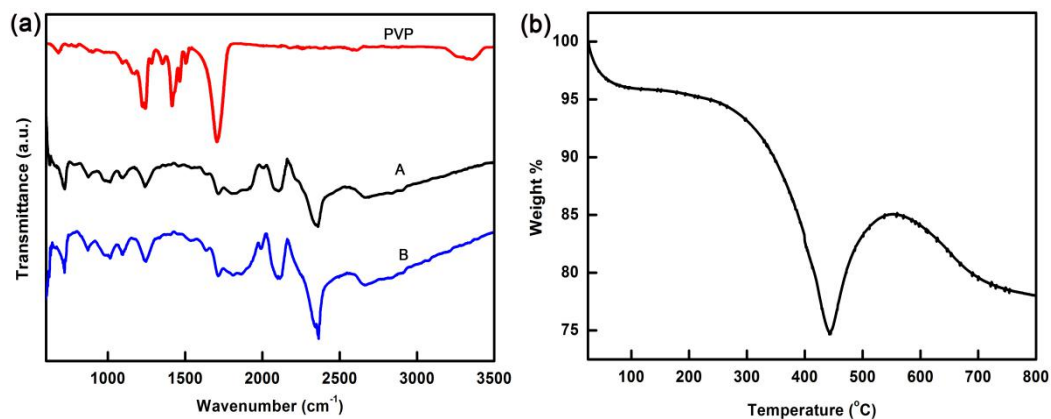 (a)
PVP
A
B
Transmittance (a.u.)
1000 1500 2000 2500 3000 3500
Wavenumber (cm⁻¹)
(b)
100
95
90
85
80
75
Weight %
100 200 300 400 500 600 700 800
Temperature (°C)